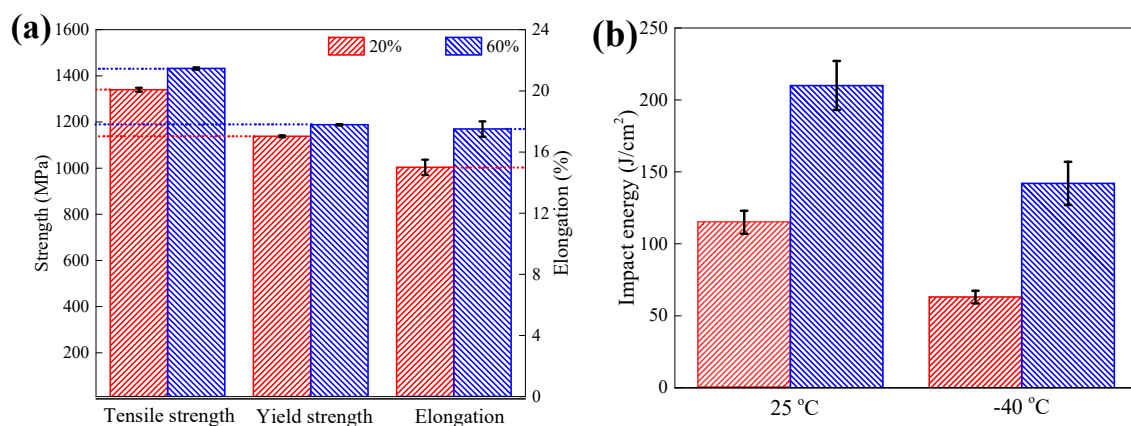 (a)
1600
1400
1200
1000
800
600
400
200
Strength (MPa)
20%
60%
24
20
16
12
8
4
0
Elongation (%)
Tensile strength
Yield strength
Elongation
(b)
250
200
150
100
50
0
Impact energy (J/cm²)
25 °C
-40 °C